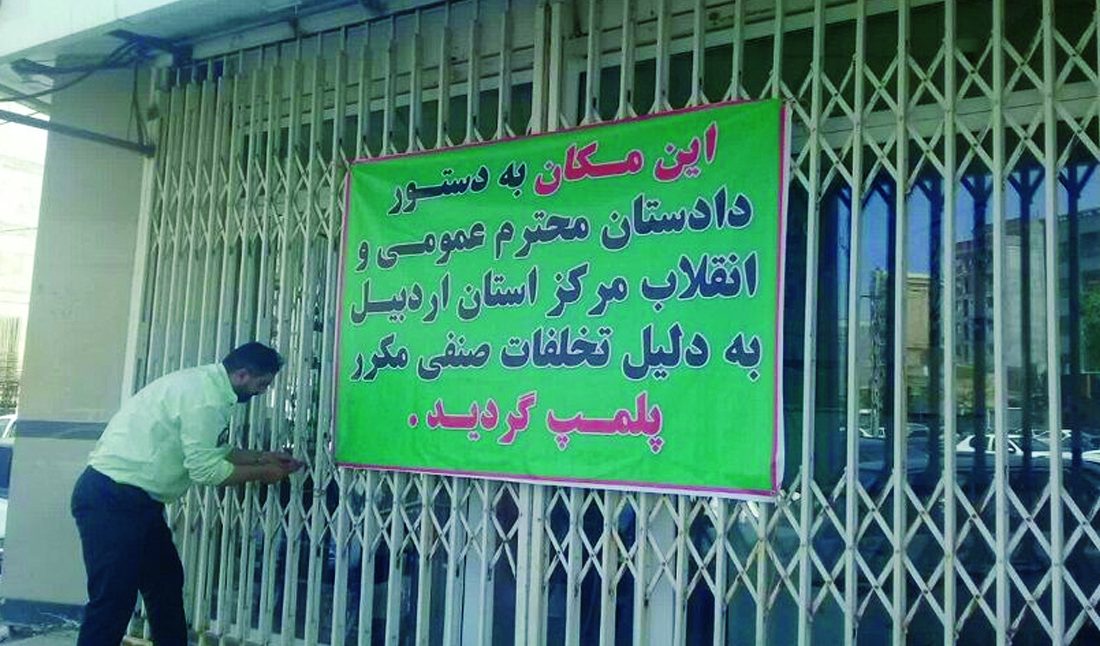 این مکان به دستور
دادستان محترم عمومی و
انقلاب مرکز استان اردبیل
به دلیل تخلفات صنفی مکرر
پلمپ گردید .